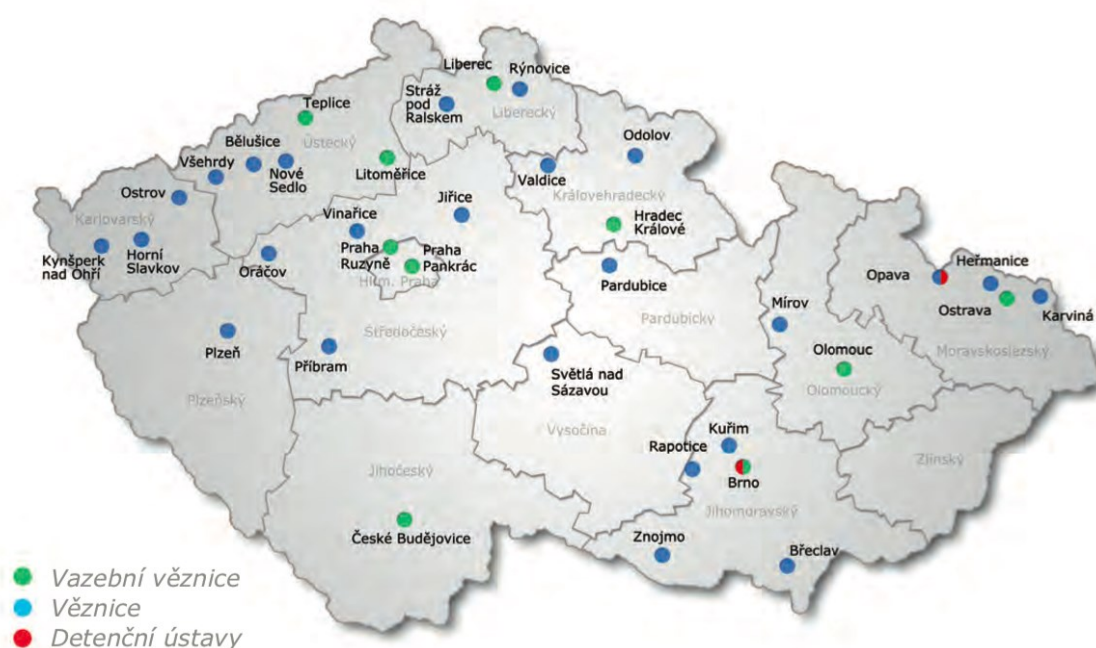 Liberec
Rýnovice
Stráž
pod
Ralskem
Liberecký
Teplice
Ústecký
Odolov
Bělušice
Všehrdy
Nové
Sedlo
Litoměřice
Valdice
Královehradecký
Ostrov
Karlovarský
Jiřice
Vinařice
Hradec
Králové
Kynšperk
nad Ohří
Horní
Slavkov
Oráčov
Praha
Ruzyně
Praha
Pankrác
Hl.m. Praha
Pardubice
Opava
Heřmanice
Ostrava
Karviná
Mírov
Pardubický
Středočeský
Plzeň
Příbram
Moravskoslezský
Olomouc
Olomoucký
Světlá nad
Sázavou
Plzeňský
Vysočina
Kuřim
Rapotice
Brno
Zlínský
Jihočeský
Jihomoravský
České Budějovice
Znojmo
Břeclav
Vazební věznice
Věznice
Detenční ústavy